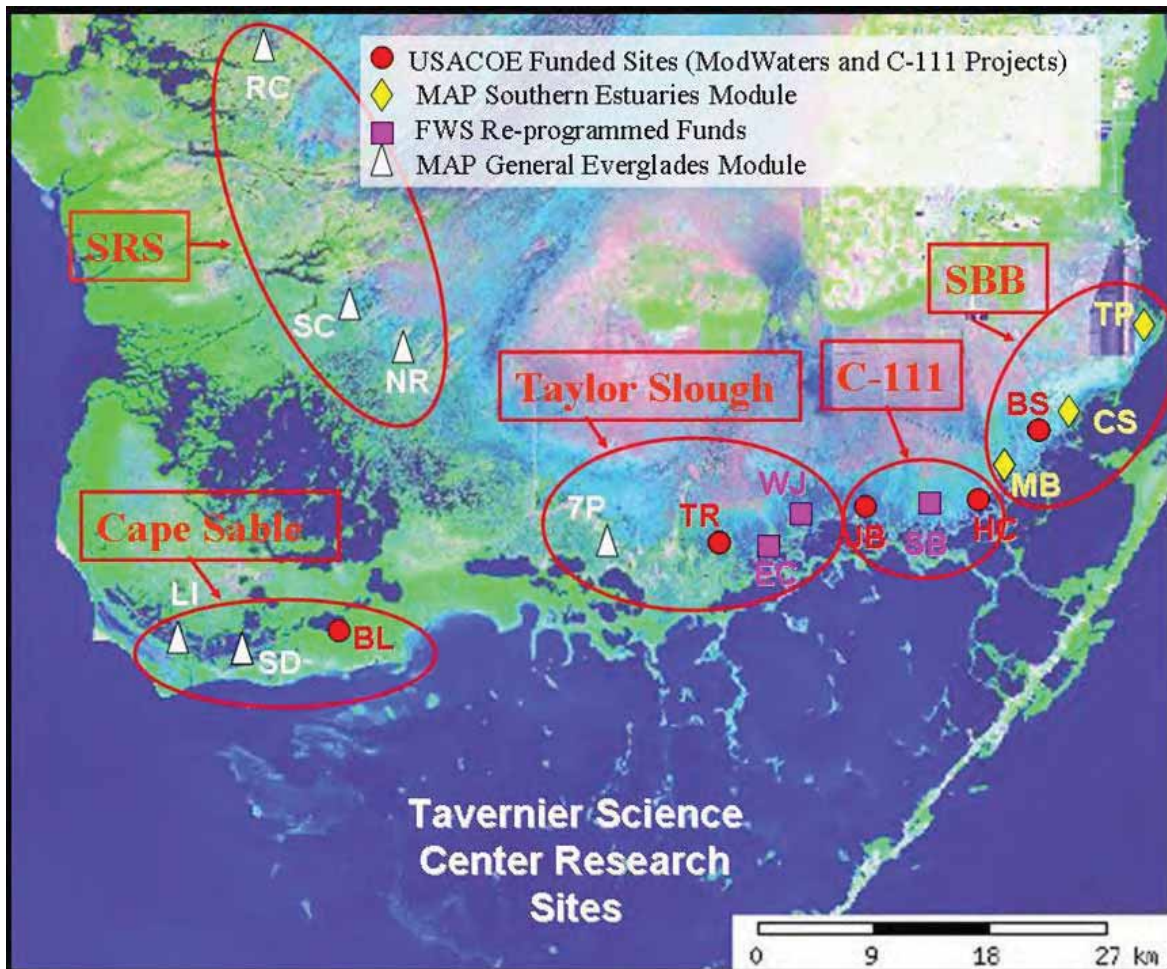 RC
USACOE Funded Sites (ModWaters and C-111 Projects)
MAP Southern Estuaries Module
FWS Re-programmed Funds
MAP General Everglades Module
SRS
SBB
SC
TP
NR
Taylor Slough
C-111
BS
CS
WJ
MB
Cape Sable
7P
TR
JB
SB
HC
EC
LI
SD
BL
Tavernier Science
Center Research
Sites
0 9 18 27 km